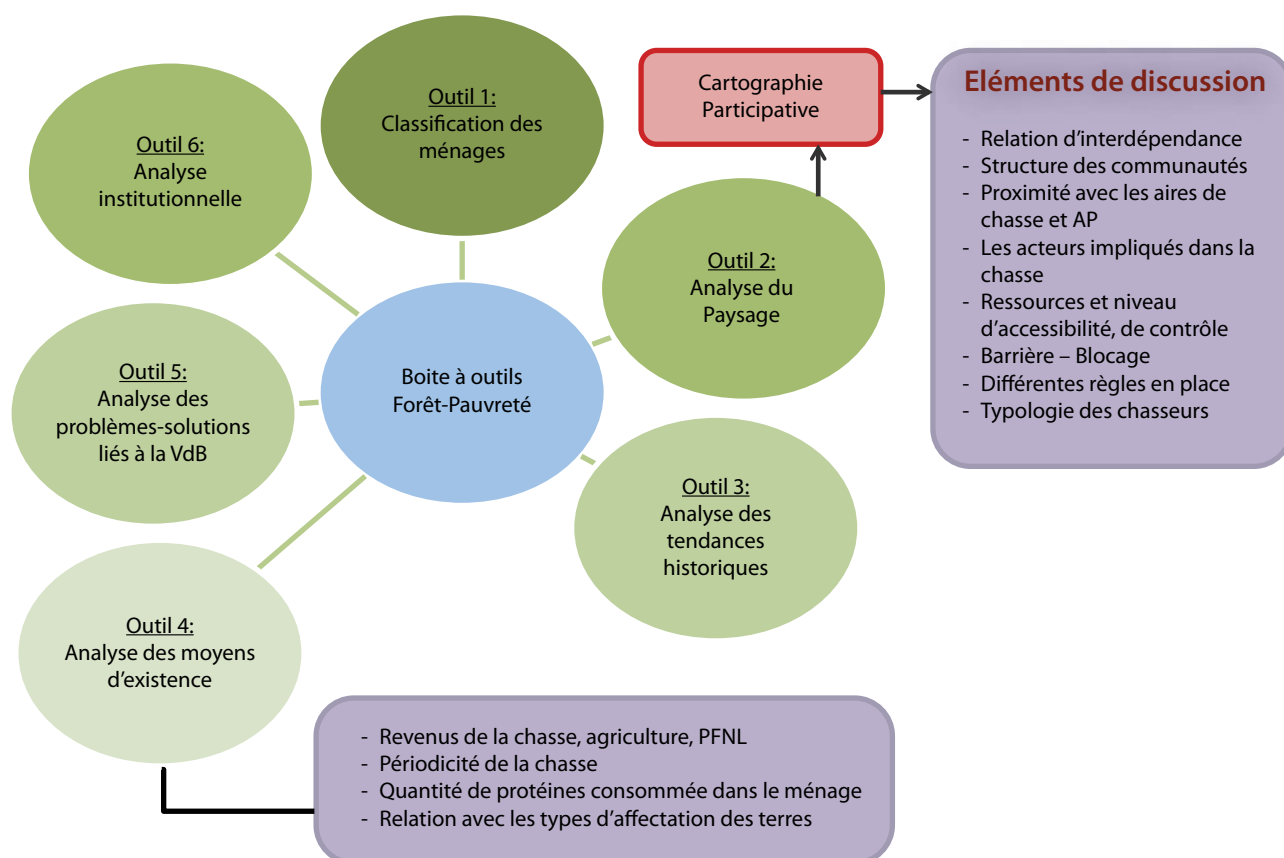 Outil 1:
Classification des
ménages
Outil 6:
Analyse
institutionnelle
Cartographie
Participative
Eléments de discussion
- Relation d’interdépendance
- Structure des communautés
- Proximité avec les aires de
chasse et AP
- Les acteurs impliqués dans la
chasse
- Ressources et niveau
d’accessibilité, de contrôle
- Barrière – Blocage
- Différentes règles en place
- Typologie des chasseurs
Outil 2:
Analyse du
Paysage
Boite à outils
Forêt-Pauvreté
Outil 5:
Analyse des
problèmes-solutions
liés à la VdB
Outil 3:
Analyse des
tendances
historiques
Outil 4:
Analyse des moyens
d’existence
- Revenus de la chasse, agriculture, PFNL
- Périodicité de la chasse
- Quantité de protéines consommée dans le ménage
- Relation avec les types d’affectation des terres